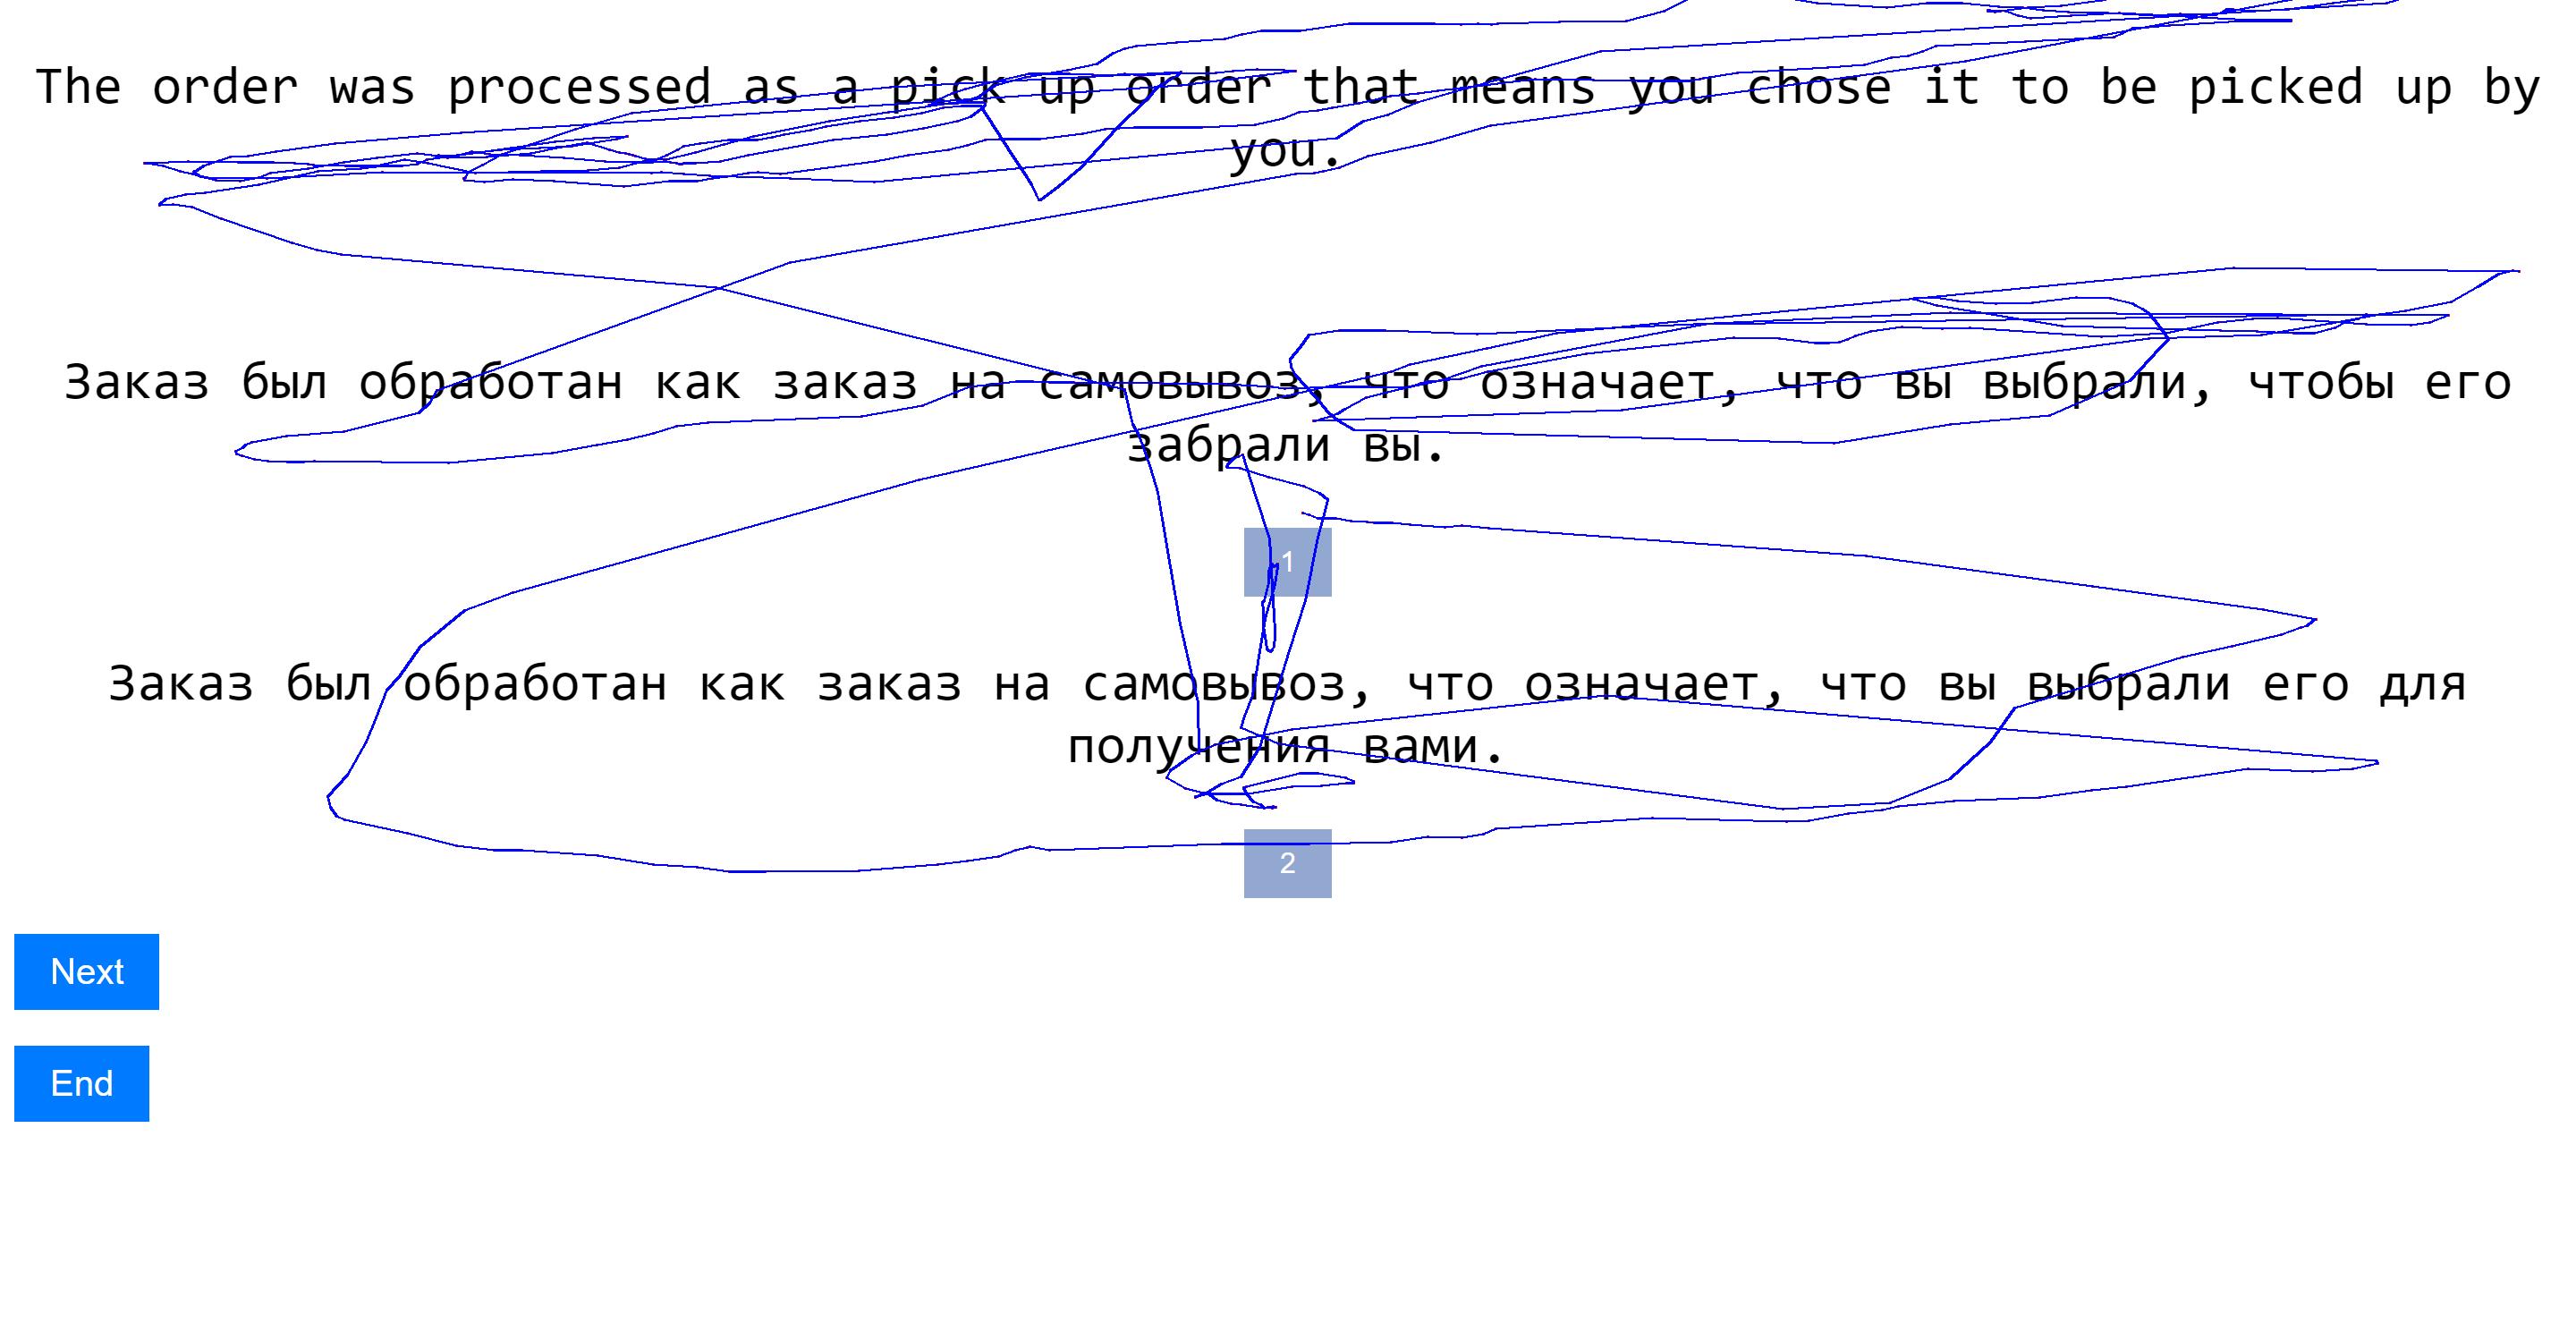 The order was processed as a pick up order that means you chose it to be picked up by
you.
Заказ был обработан как заказ на самовывоз, что означает, что вы выбрали, чтобы его
забрали вы.
1
Заказ был обработан как заказ на самовывоз, что означает, что вы выбрали его для
получения вами.
2
Next
End